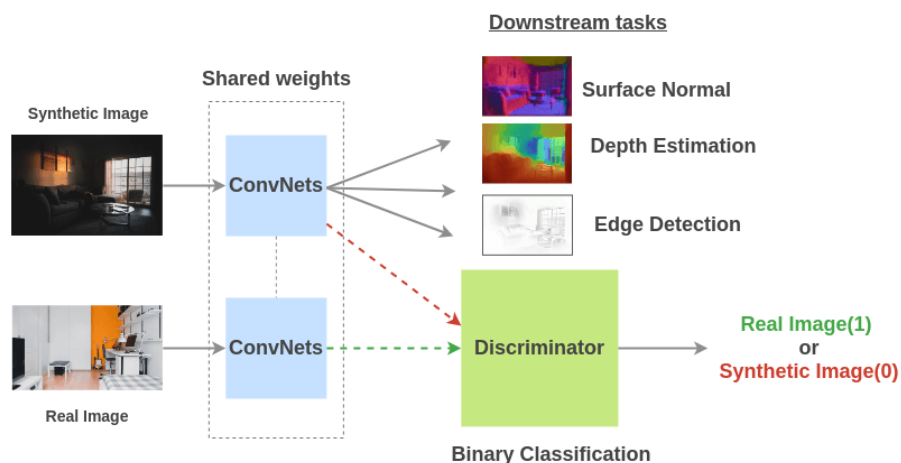 Downstream tasks
Shared weights
Surface Normal
Synthetic Image
Depth Estimation
ConvNets
Edge Detection
ConvNets
Discriminator
Real Image(1)
or
Synthetic Image(0)
Real Image
Binary Classification